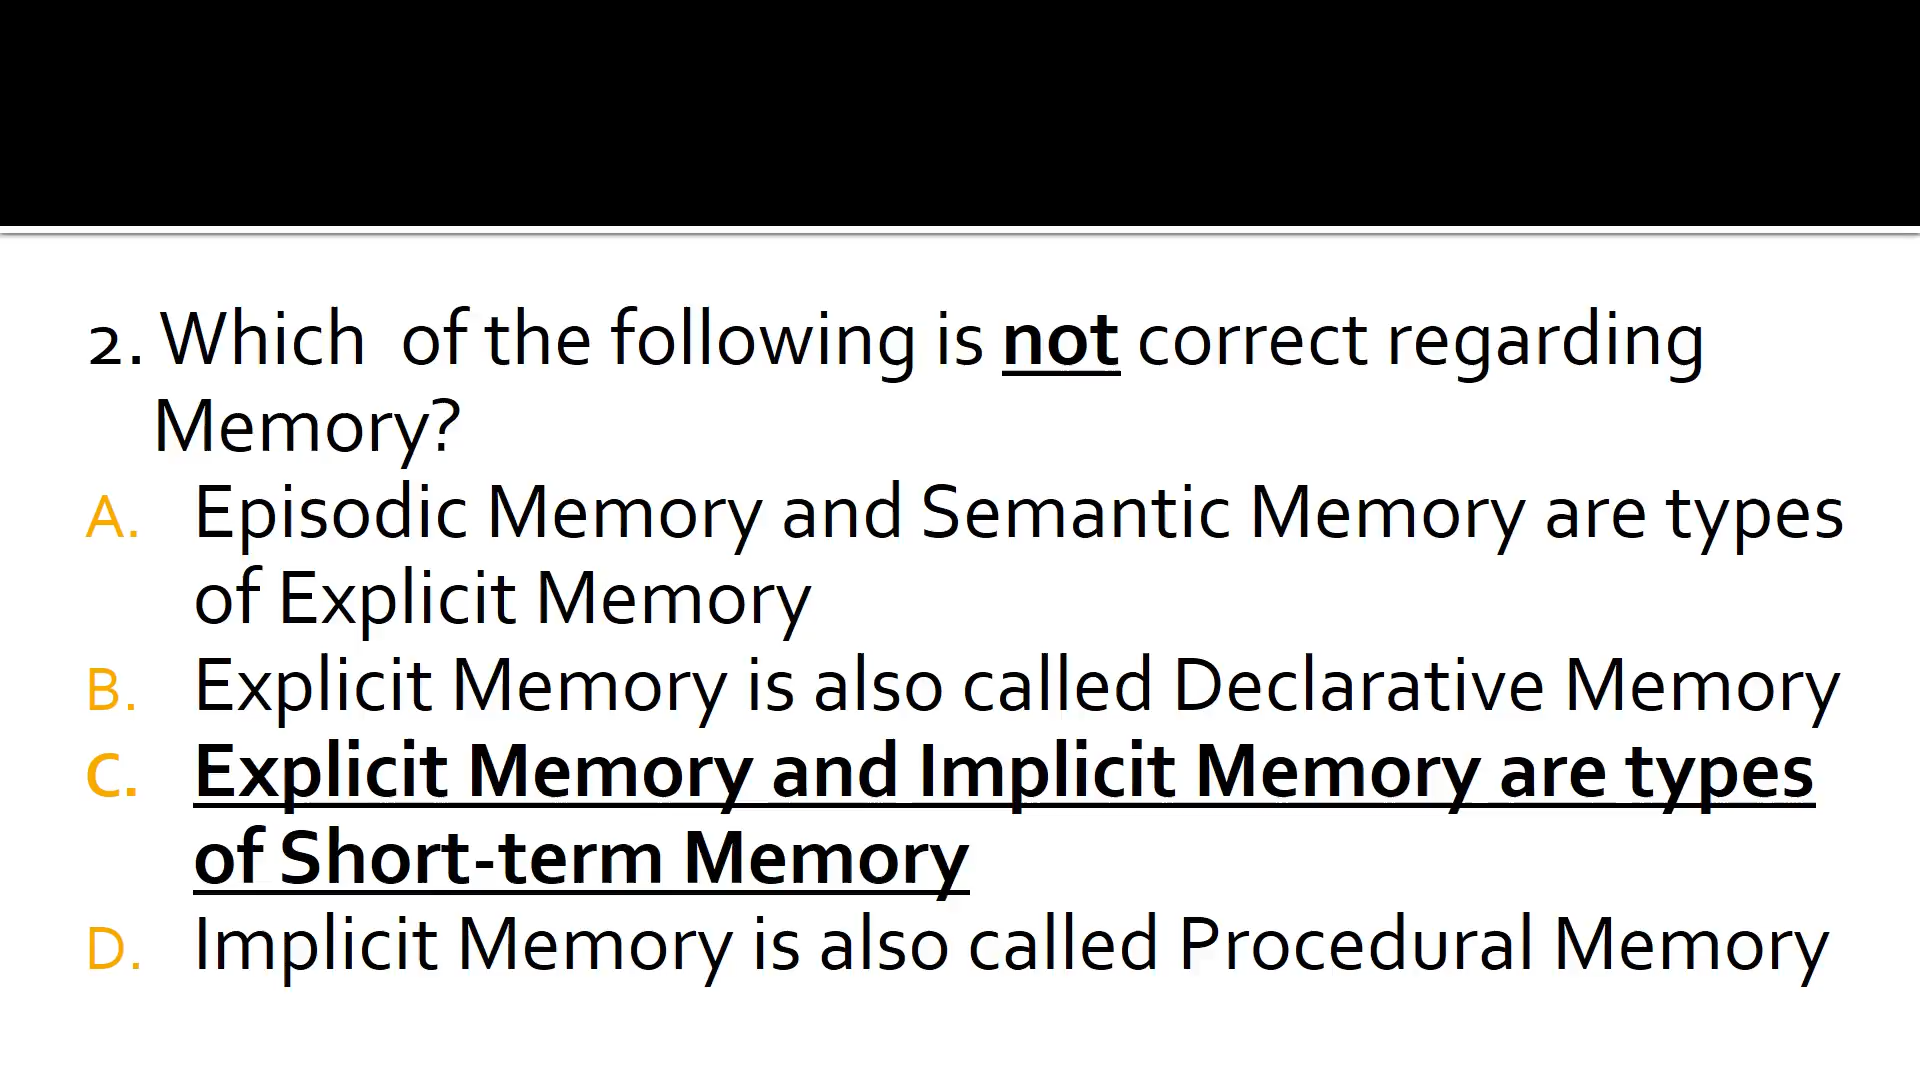 2. Which of the following is not correct regarding
Memory?
A. Episodic Memory and Semantic Memory are types
of Explicit Memory
B. Explicit Memory is also called Declarative Memory
C. Explicit Memory and Implicit Memory are types
of Short-term Memory
D. Implicit Memory is also called Procedural Memory